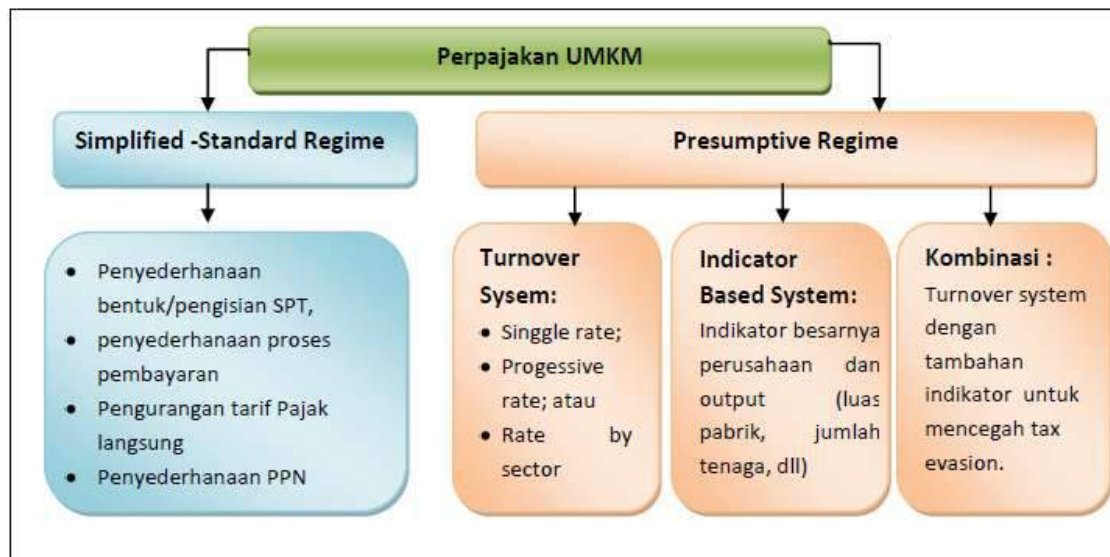 Perpajakan UMKM
Simplified -Standard Regime
Presumptive Regime
• Penyederhanaan
bentuk/pengisian SPT,
• penyederhanaan proses
pembayaran
• Pengurangan tarif Pajak
langsung
• Penyederhanaan PPN
Turnover
Sysem:
• Singgle rate;
• Progessive
rate; atau
• Rate by
sector
Indicator
Based System:
Indikator besarnya
perusahaan dan
output (luas
pabrik, jumlah
tenaga, dll)
Kombinasi :
Turnover system
dengan
tambahan
indikator untuk
mencegah tax
evasion.